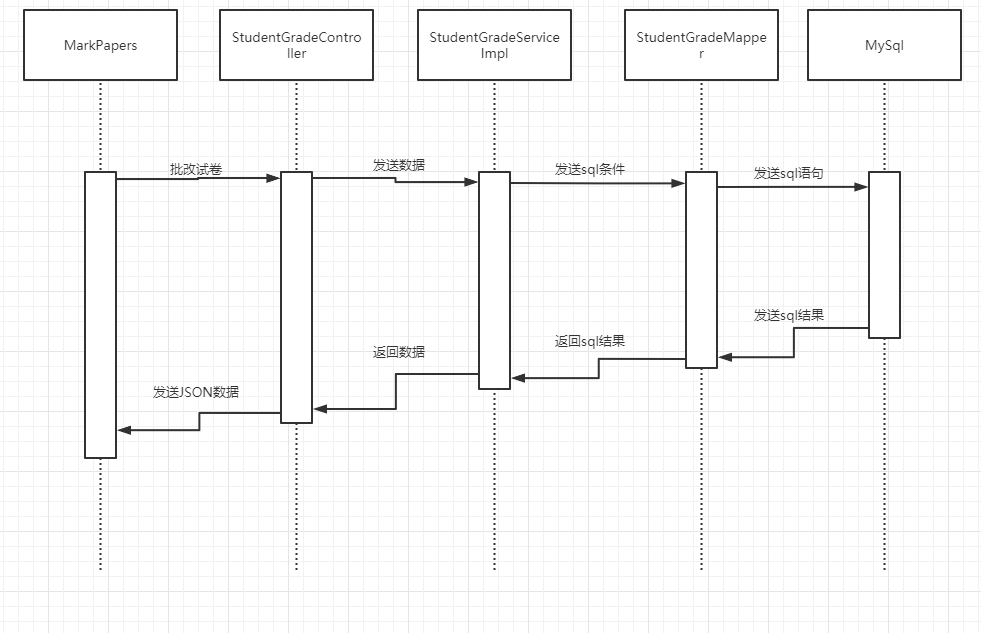 MarkPapers
StudentGradeContro
ller
StudentGradeService
Impl
StudentGradeMappe
r
MySql
批改试卷
发送数据
发送sql条件
发送sql语句
发送sql结果
返回sql结果
返回数据
发送JSON数据